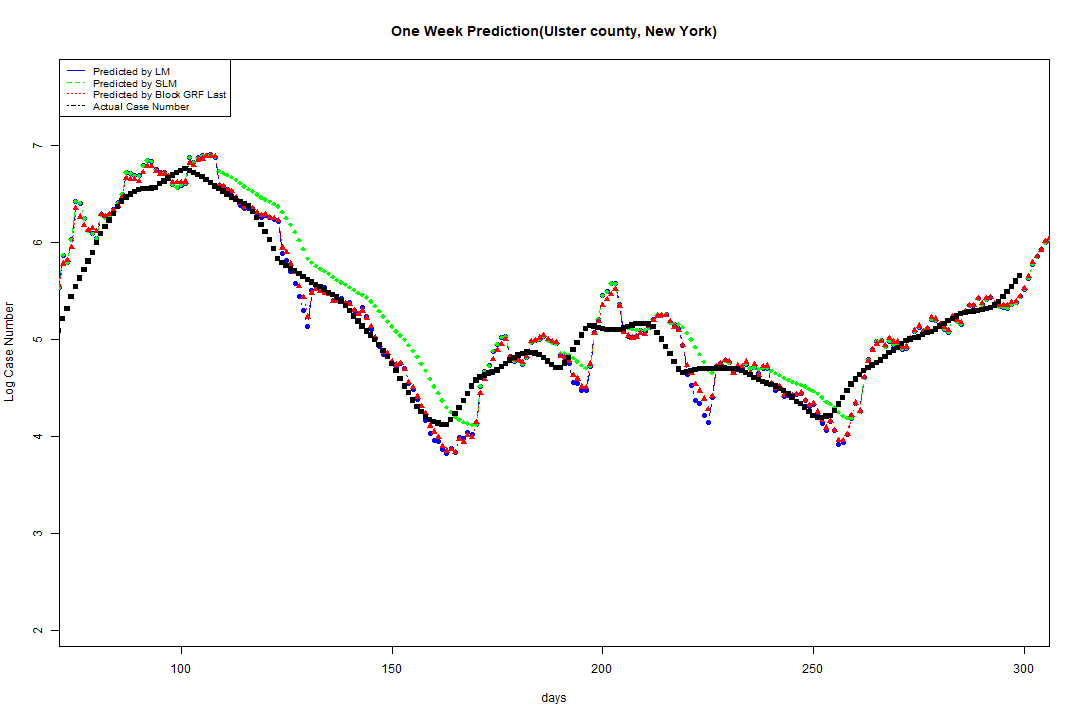 One Week Prediction(Ulster county, New York)
Predicted by LM
Predicted by SLM
Predicted by Block GRF Last
Actual Case Number
Log Case Number
7
6
5
4
3
2
100
150
200
250
300
days